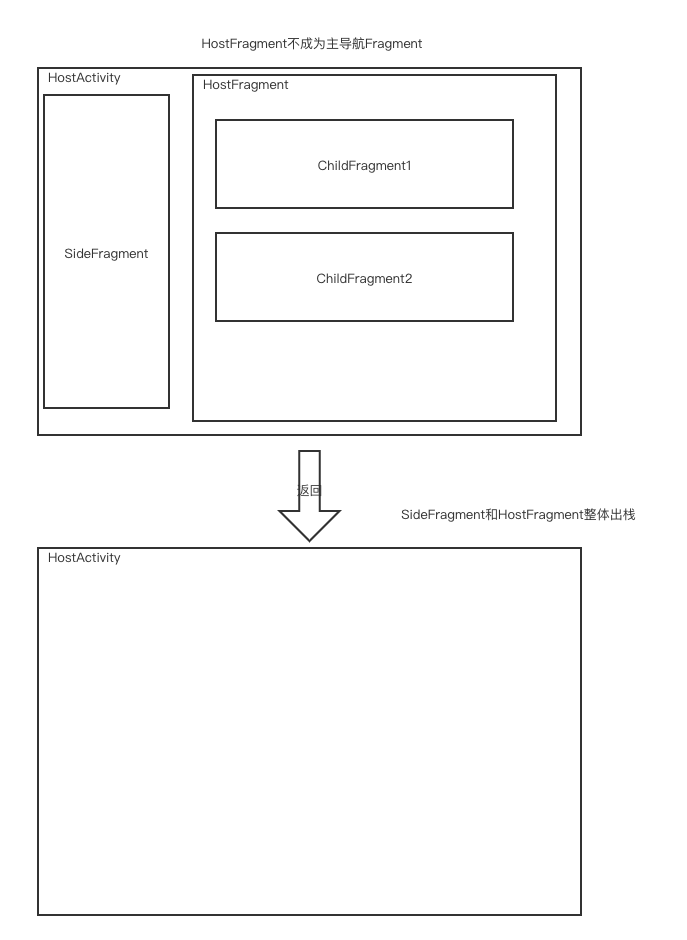 HostFragment不成为主导航Fragment
HostActivity
HostFragment
ChildFragment1
SideFragment
ChildFragment2
返回
SideFragment和HostFragment整体出栈
HostActivity